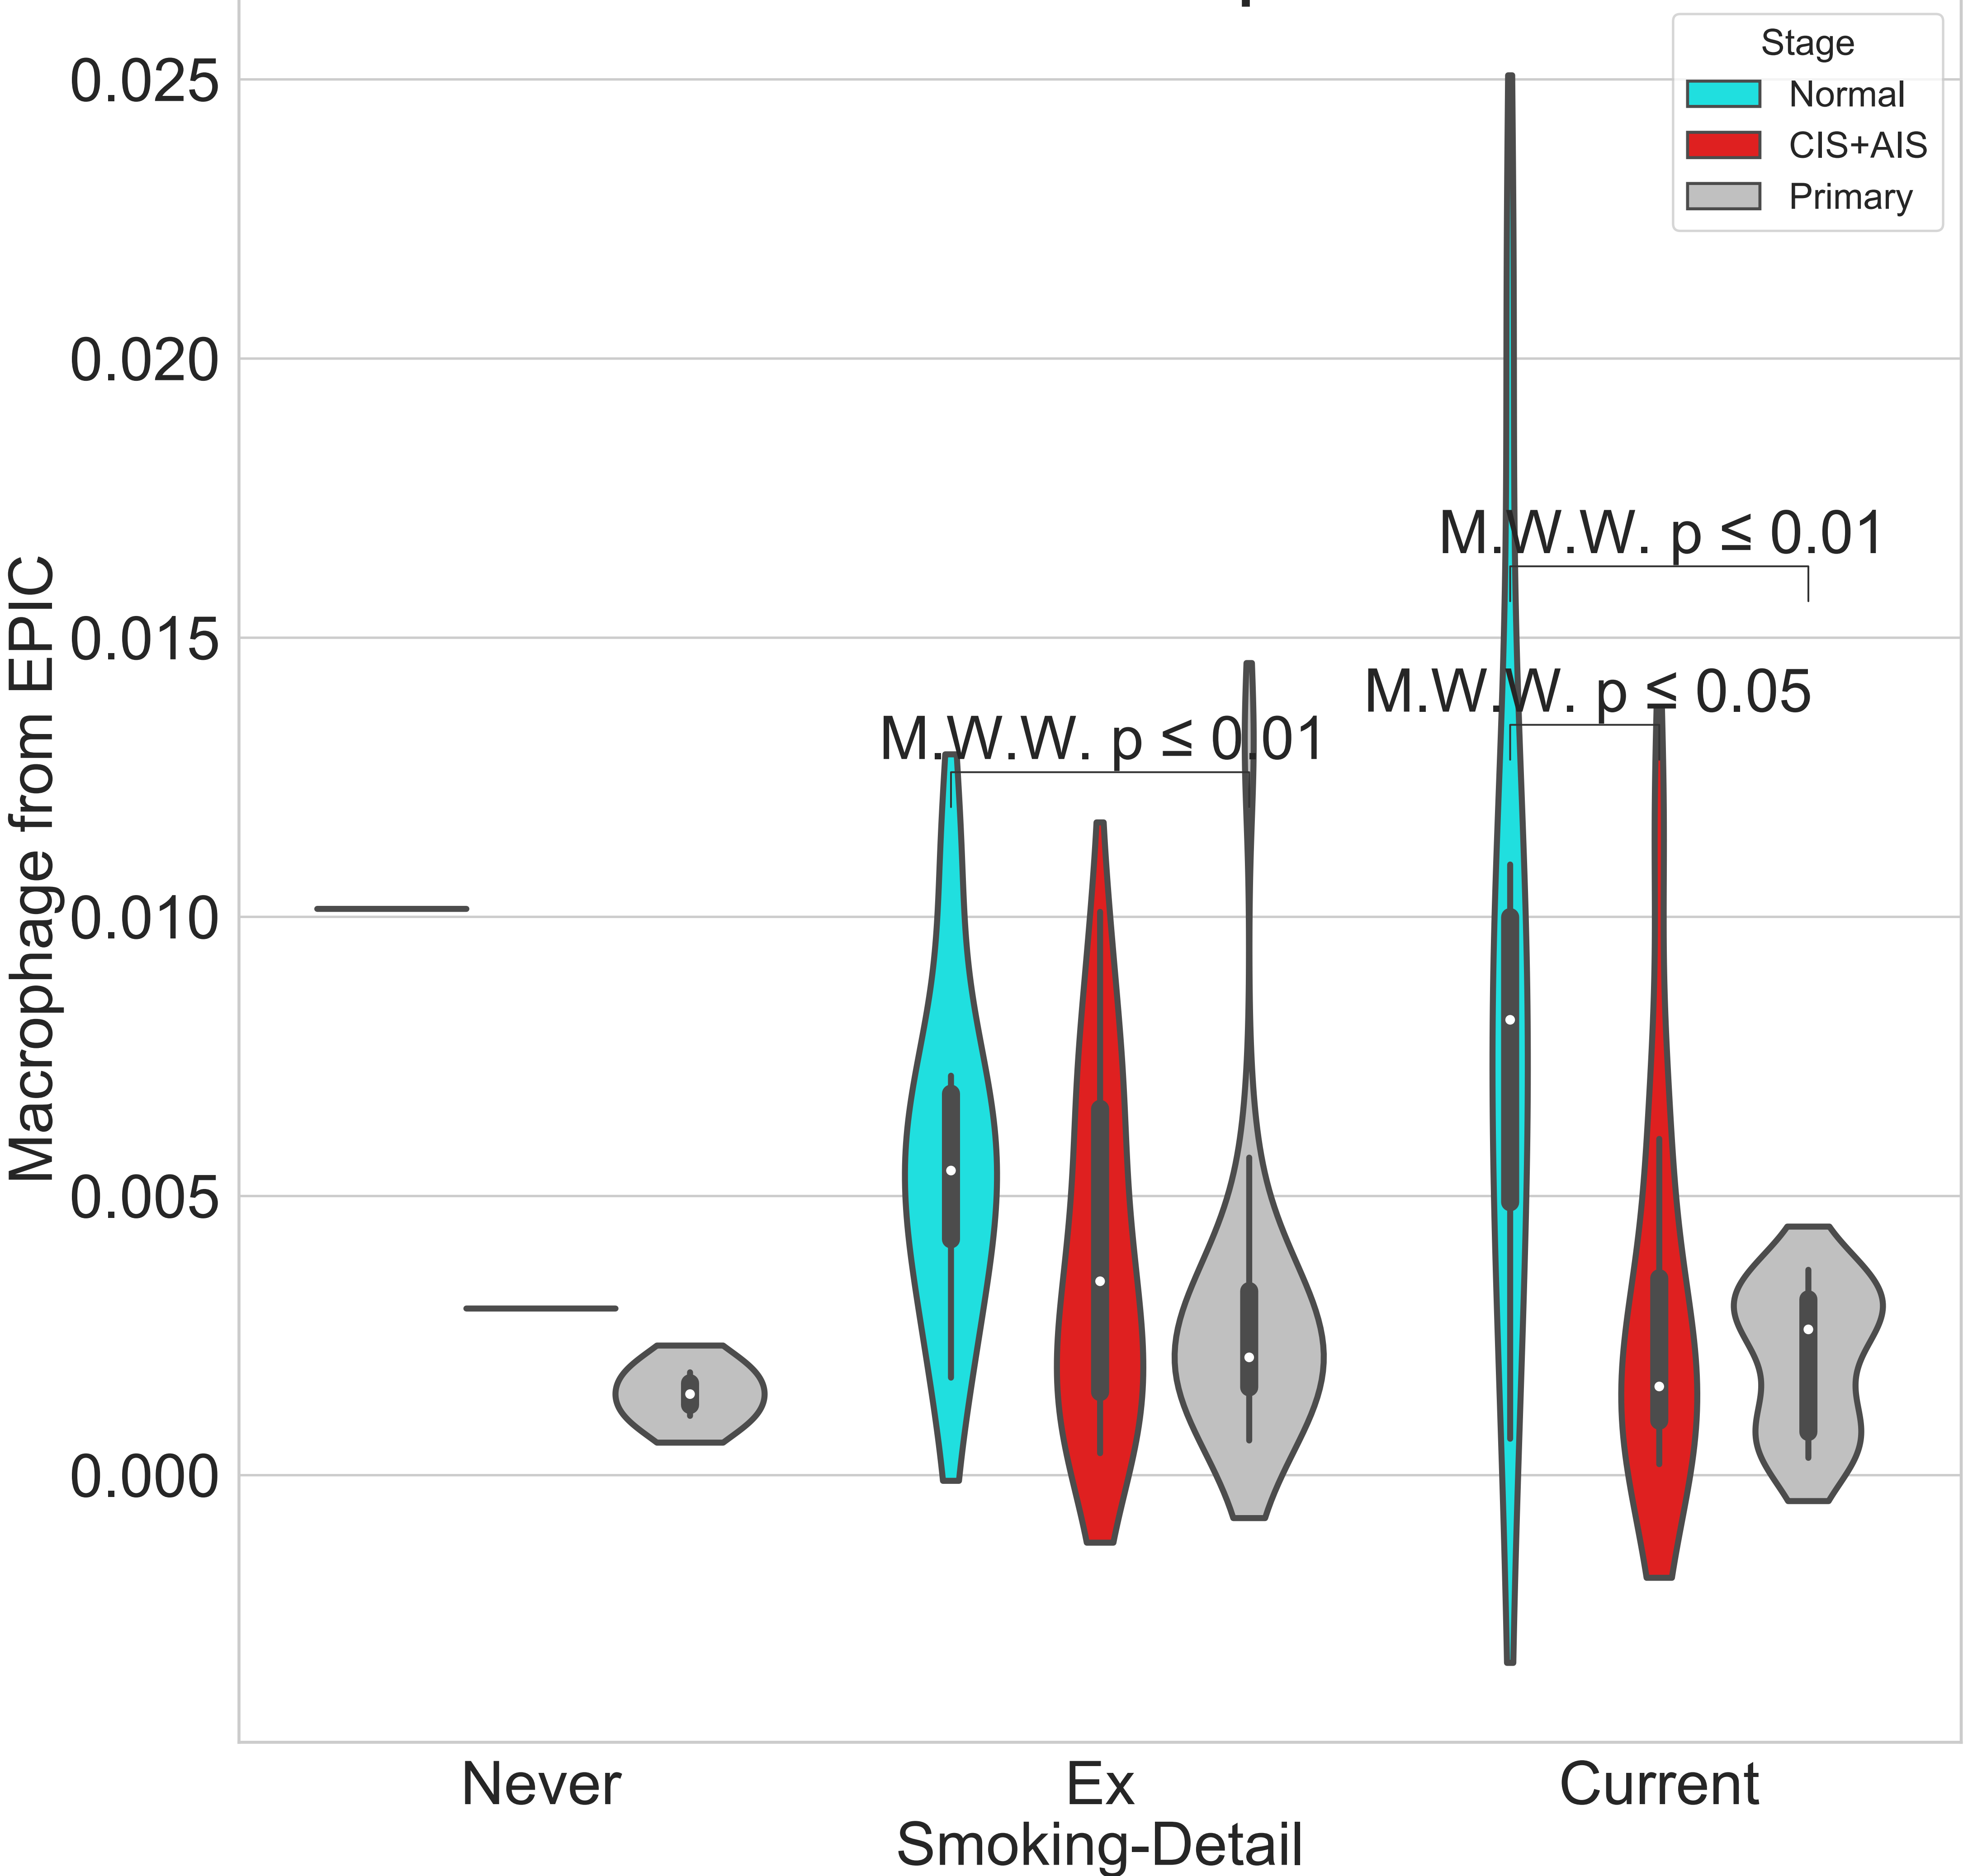 Stage
Normal
CIS+AIS
Primary
0.025
0.020
0.015
0.010
0.005
0.000
Macrophage from EPIC
M.W.W. p ≤ 0.01
M.W.W. p ≤ 0.05
M.W.W. p ≤ 0.01
Never
Ex
Current
Smoking-Detail